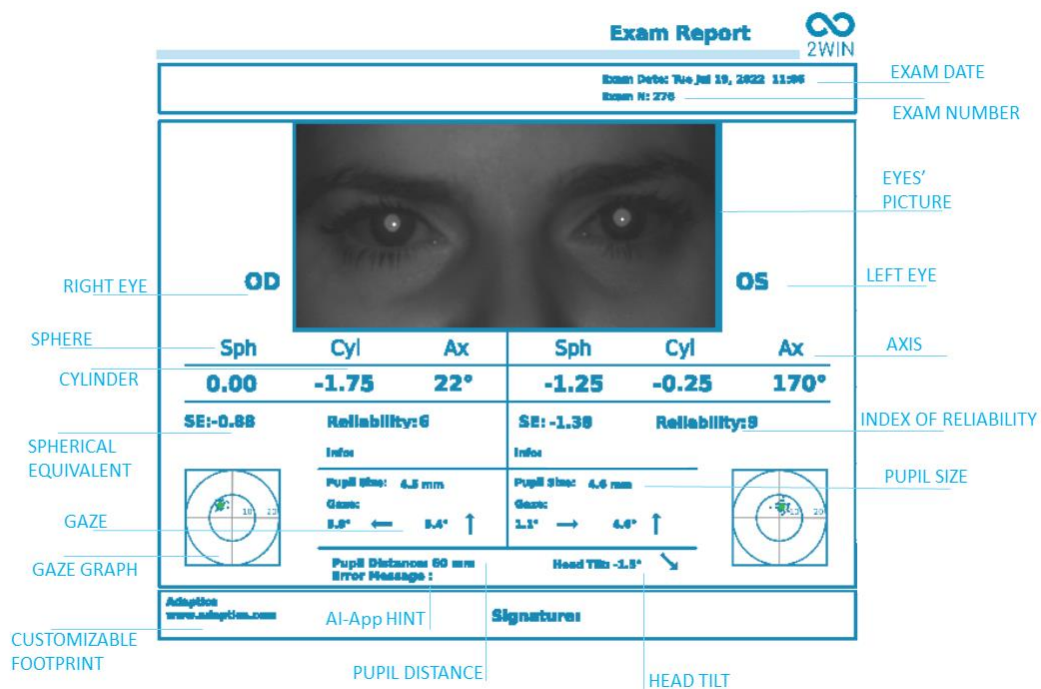 Exam Report
2WIN
Exam Date: Tue Jul 19, 2022 11:06
EXAM DATE
Exam N: 276
EXAM NUMBER
EYES'
PICTURE
RIGHT EYE
OD
OS
LEFT EYE
SPHERE
Sph Cyl Ax Sph Cyl Ax
AXIS
CYLINDER
0.00 -1.75 22° -1.25 -0.25 170°
SE:-0.88 Reliability:6 SE:-1.38 Reliability:9
INDEX OF RELIABILITY
SPHERICAL
EQUIVALENT
Info: Info:
Pupil Size: 4.5 mm Pupil Size: 4.6 mm
PUPIL SIZE
GAZE
Gaze: Gaze:
5.4° 1.1° 4.6°
10 20
20
GAZE GRAPH
Pupil Distance: 60 mm Head Tilt: -1.5°
Error Message :
Adaptica
www.adaptica.com
AI-App HINT
Signature:
CUSTOMIZABLE
FOOTPRINT
PUPIL DISTANCE
HEAD TILT